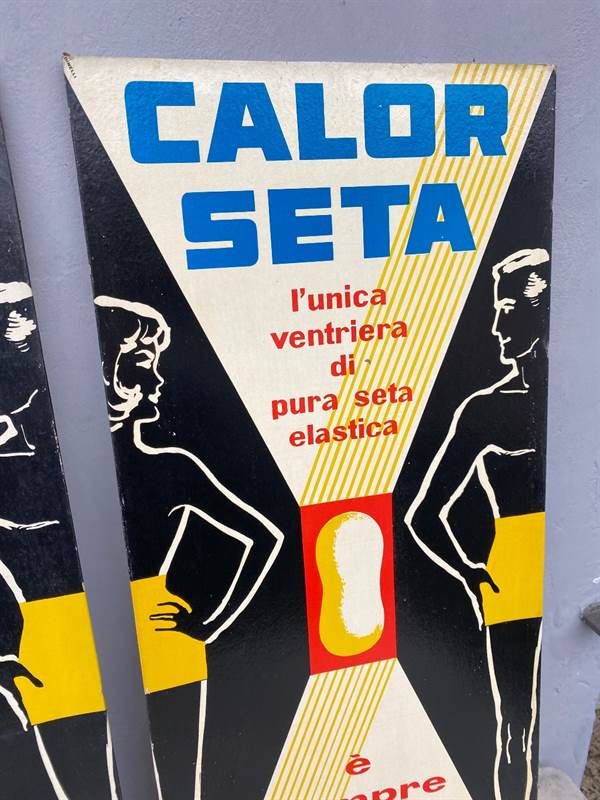 CALOR
SETA
l'unica
ventriera
di
pura seta
elastica
è